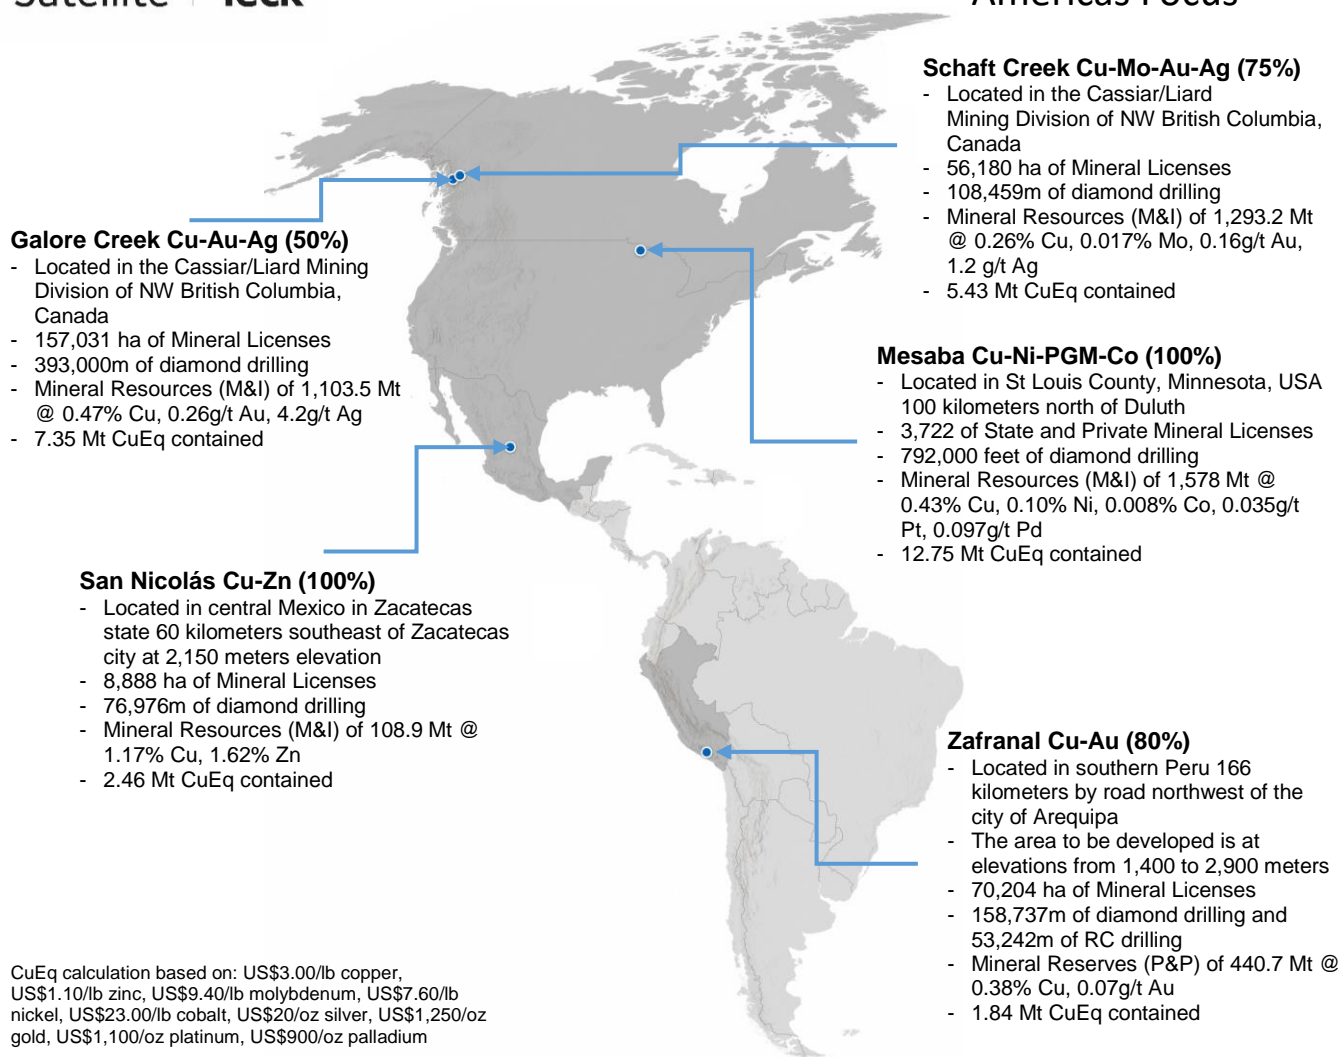 Satellite Teck
Americas Focus
Schaft Creek Cu-Mo-Au-Ag (75%)
- Located in the Cassiar/Liard
Mining Division of NW British Columbia,
Canada
- 56,180 ha of Mineral Licenses
- 108,459m of diamond drilling
- Mineral Resources (M&I) of 1,293.2 Mt
@ 0.26% Cu, 0.017% Mo, 0.16g/t Au,
1.2 g/t Ag
- 5.43 Mt CuEq contained
Galore Creek Cu-Au-Ag (50%)
- Located in the Cassiar/Liard Mining
Division of NW British Columbia,
Canada
- 157,031 ha of Mineral Licenses
- 393,000m of diamond drilling
- Mineral Resources (M&I) of 1,103.5 Mt
@ 0.47% Cu, 0.26g/t Au, 4.2g/t Ag
- 7.35 Mt CuEq contained
Mesaba Cu-Ni-PGM-Co (100%)
- Located in St Louis County, Minnesota, USA
100 kilometers north of Duluth
- 3,722 of State and Private Mineral Licenses
- 792,000 feet of diamond drilling
- Mineral Resources (M&I) of 1,578 Mt @
0.43% Cu, 0.10% Ni, 0.008% Co, 0.035g/t
Pt, 0.097g/t Pd
- 12.75 Mt CuEq contained
San Nicolás Cu-Zn (100%)
- Located in central Mexico in Zacatecas
state 60 kilometers southeast of Zacatecas
city at 2,150 meters elevation
- 8,888 ha of Mineral Licenses
- 76,976m of diamond drilling
- Mineral Resources (M&I) of 108.9 Mt @
1.17% Cu, 1.62% Zn
- 2.46 Mt CuEq contained
Zafranal Cu-Au (80%)
- Located in southern Peru 166
kilometers by road northwest of the
city of Arequipa
- The area to be developed is at
elevations from 1,400 to 2,900 meters
- 70,204 ha of Mineral Licenses
- 158,737m of diamond drilling and
53,242m of RC drilling
- Mineral Reserves (P&P) of 440.7 Mt @
0.38% Cu, 0.07g/t Au
- 1.84 Mt CuEq contained
CuEq calculation based on: US$3.00/lb copper,
US$1.10/lb zinc, US$9.40/lb molybdenum, US$7.60/lb
nickel, US$23.00/lb cobalt, US$20/oz silver, US$1,250/oz
gold, US$1,100/oz platinum, US$900/oz palladium